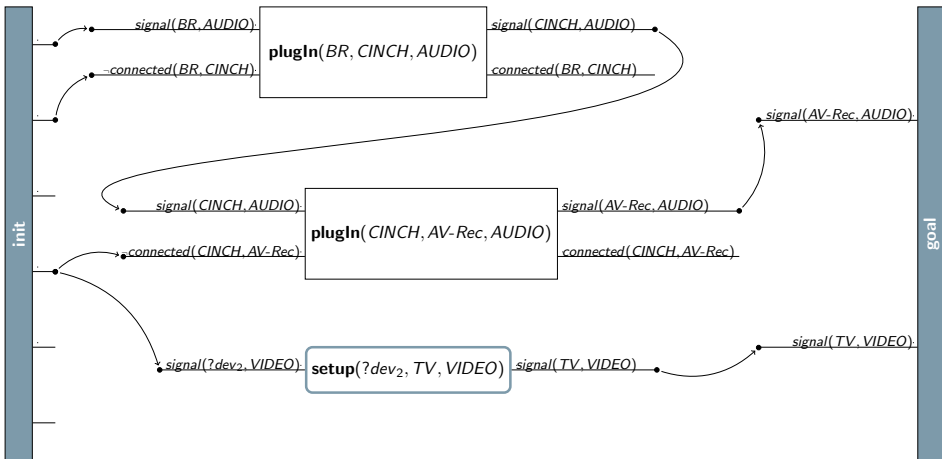 signal(BR, AUDIO)
signal(CINCH, AUDIO)
plugIn(BR, CINCH, AUDIO)
¬connected(BR, CINCH)
connected(BR, CINCH)
signal(AV-Rec, AUDIO)
signal(CINCH, AUDIO)
signal(AV-Rec, AUDIO)
init
plugIn(CINCH, AV-Rec, AUDIO)
goal
¬connected(CINCH, AV-Rec)
connected(CINCH, AV-Rec)
signal(TV, VIDEO)
signal(?dev₂, VIDEO)
setup(?dev₂, TV, VIDEO)
signal(TV, VIDEO)